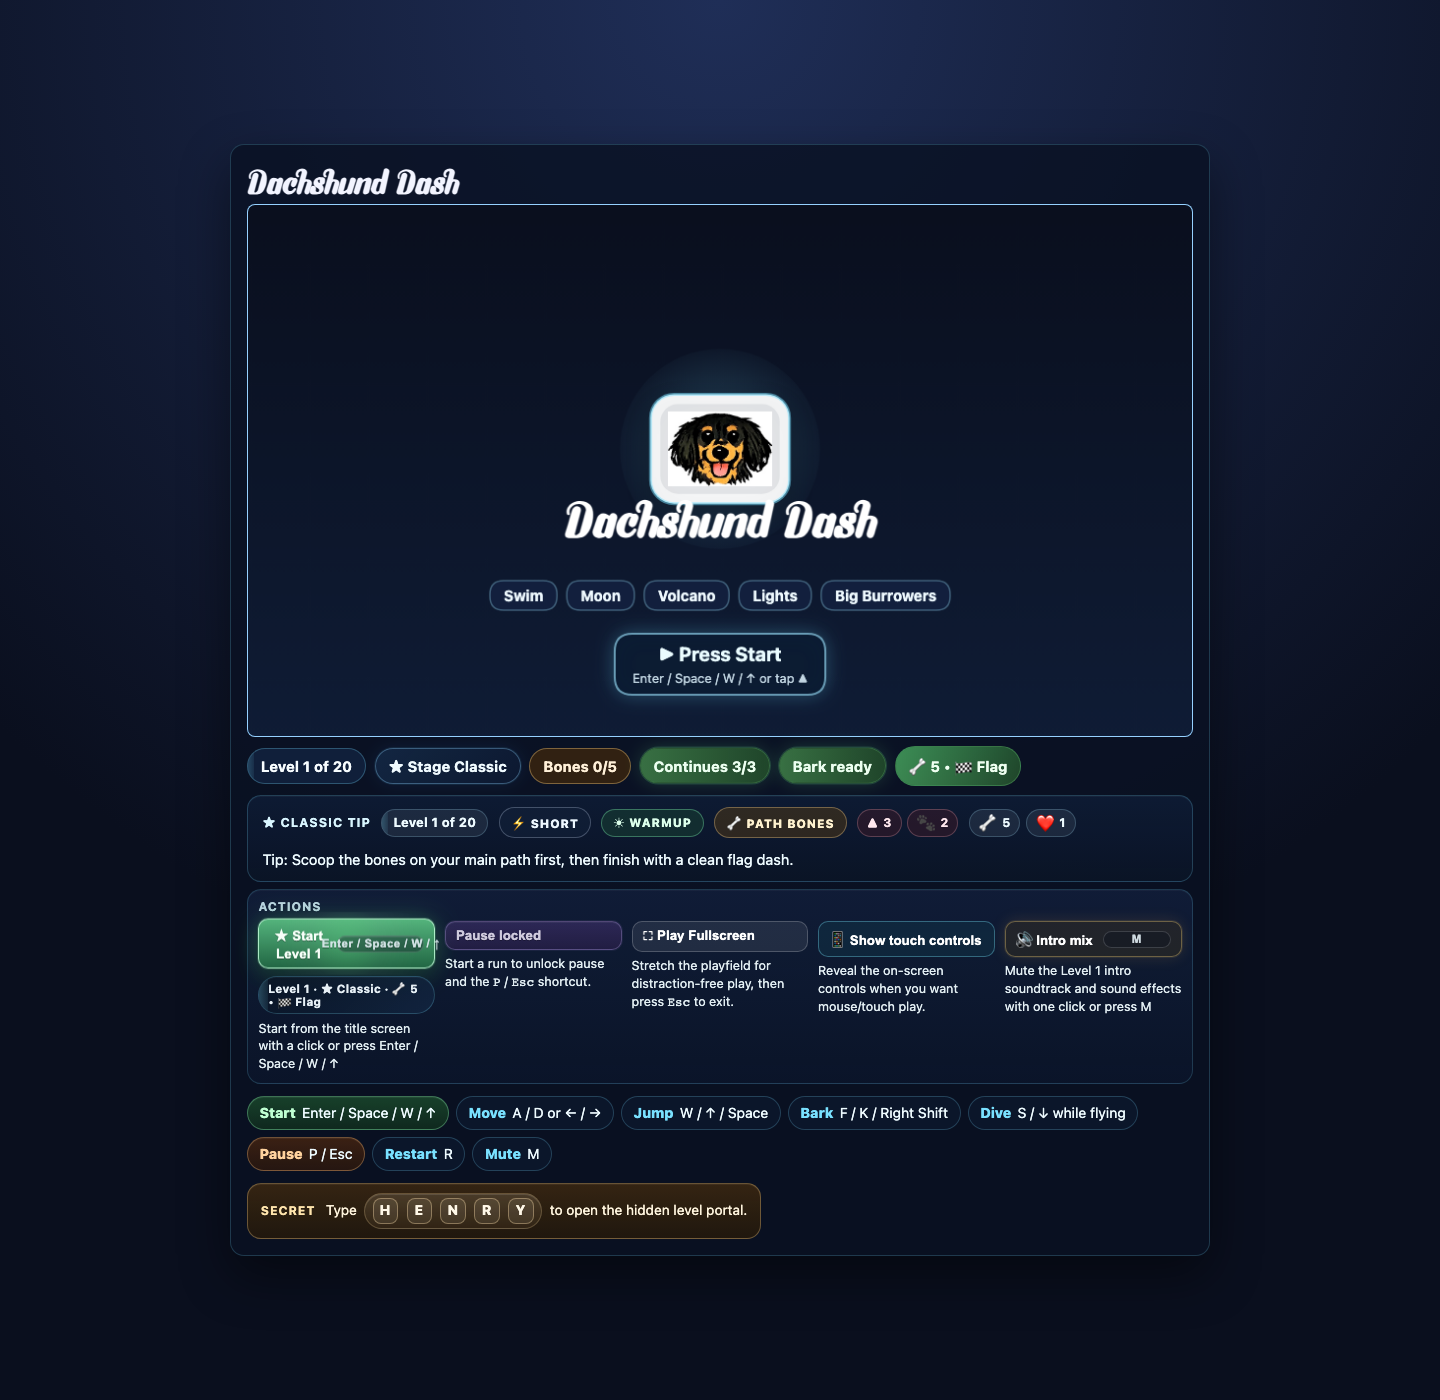 Dachshund Dash
Dachshund Dash
Swim Moon Volcano Lights Big Burrowers
▶ Press Start
Enter / Space / W / ↑ or tap ▲
Level 1 of 20 ★ Stage Classic Bones 0/5 Continues 3/3 Bark ready 🦴 5 • 🏁 Flag
★ CLASSIC TIP Level 1 of 20 ⚡ SHORT ☀ WARMUP 🦴 PATH BONES ▲ 3 🐾 2 🦴 5 ❤️ 1
Tip: Scoop the bones on your main path first, then finish with a clean flag dash.
ACTIONS
★ Start
Level 1
Enter / Space / W / ↑
Level 1 · ★ Classic · 🦴 5
• 🏁 Flag
Start from the title screen
with a click or press Enter /
Space / W / ↑
Pause locked
Start a run to unlock pause
and the P / Esc shortcut.
⛶ Play Fullscreen
Stretch the playfield for
distraction-free play, then
press Esc to exit.
📱 Show touch controls
Reveal the on-screen
controls when you want
mouse/touch play.
🔊 Intro mix M
Mute the Level 1 intro
soundtrack and sound effects
with one click or press M
Start Enter / Space / W / ↑ Move A / D or ← / → Jump W / ↑ / Space Bark F / K / Right Shift Dive S / ↓ while flying
Pause P / Esc Restart R Mute M
SECRET Type H E N R Y to open the hidden level portal.